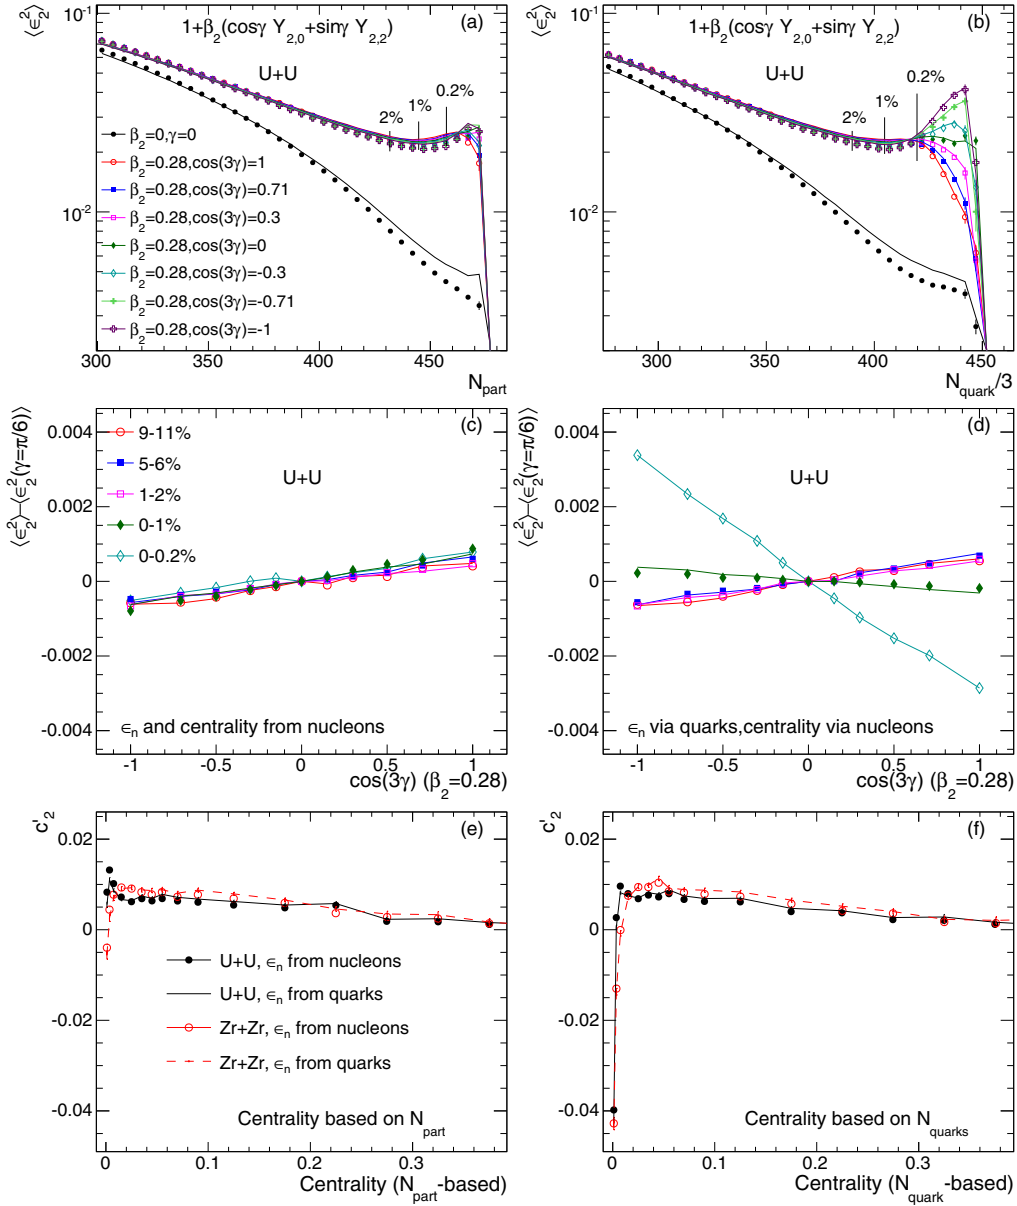 ⟨ϵ₂²⟩
10⁻¹
10⁻²
1+β₂(cosγ Y₂,₀+sinγ Y₂,₂)
(a)
U+U
2%
1%
0.2%
β₂=0,γ=0
β₂=0.28,cos(3γ)=1
β₂=0.28,cos(3γ)=0.71
β₂=0.28,cos(3γ)=0.3
β₂=0.28,cos(3γ)=0
β₂=0.28,cos(3γ)=-0.3
β₂=0.28,cos(3γ)=-0.71
β₂=0.28,cos(3γ)=-1
300 350 400 450
N_part
⟨ϵ₂²⟩
10⁻¹
10⁻²
1+β₂(cosγ Y₂,₀+sinγ Y₂,₂)
(b)
U+U
2%
1%
0.2%
300 350 400 450
N_quark/3
⟨ϵ₂²⟩-⟨ϵ₂²(γ=π/6)⟩
0.004
0.002
0
-0.002
-0.004
(c)
9-11%
5-6%
1-2%
0-1%
0-0.2%
U+U
ϵₙ and centrality from nucleons
-1 -0.5 0 0.5 1
cos(3γ) (β₂=0.28)
⟨ϵ₂²⟩-⟨ϵ₂²(γ=π/6)⟩
0.004
0.002
0
-0.002
-0.004
(d)
U+U
ϵₙ via quarks,centrality via nucleons
-1 -0.5 0 0.5 1
cos(3γ) (β₂=0.28)
c'₂
0.02
0
-0.02
-0.04
(e)
U+U, ϵₙ from nucleons
U+U, ϵₙ from quarks
Zr+Zr, ϵₙ from nucleons
Zr+Zr, ϵₙ from quarks
Centrality based on N_part
0 0.1 0.2 0.3
Centrality (N_part-based)
c'₂
0.02
0
-0.02
-0.04
(f)
Centrality based on N_quarks
0 0.1 0.2 0.3
Centrality (N_quark-based)